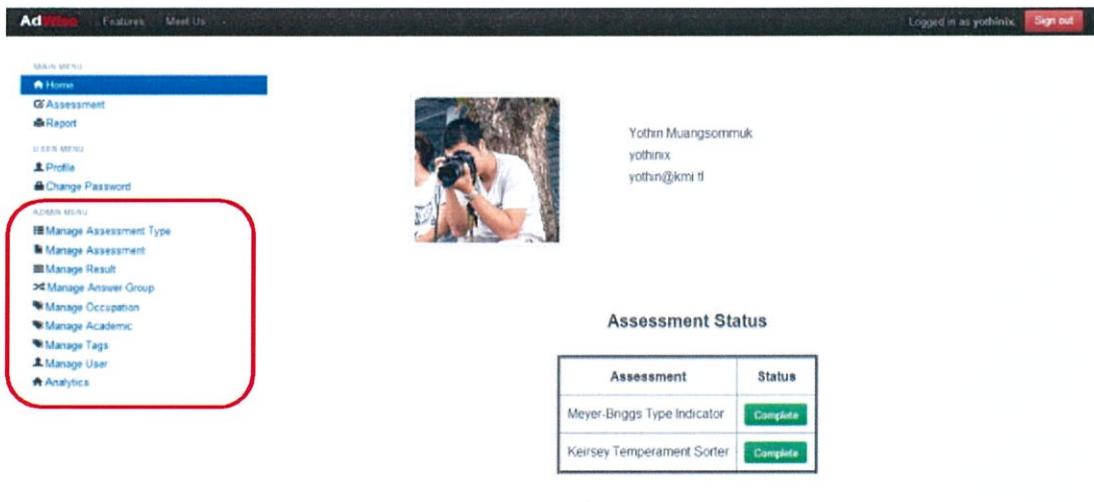 AdWise Features Meet Us
Logged in as yothinix Sign out
MAIN MENU
Home
Assessment
Report
USER MENU
Profile
Change Password
ADMIN MENU
Manage Assessment Type
Manage Assessment
Manage Result
Manage Answer Group
Manage Occupation
Manage Academic
Manage Tags
Manage User
Analytics
Yothin Muangsommuk
yothinix
yothin@kmi tl
Assessment Status
Assessment Status
Meyer-Briggs Type Indicator Complete
Keirsey Temperament Sorter Complete